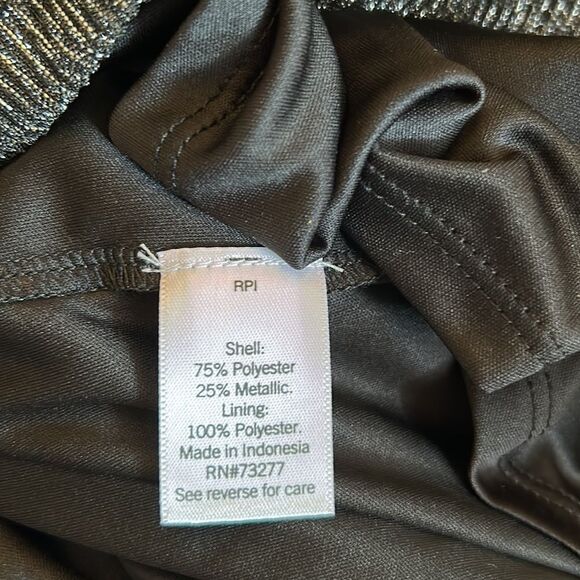 RPI
Shell:
75% Polyester
25% Metallic.
Lining:
100% Polyester.
Made in Indonesia
RN#73277
See reverse for care